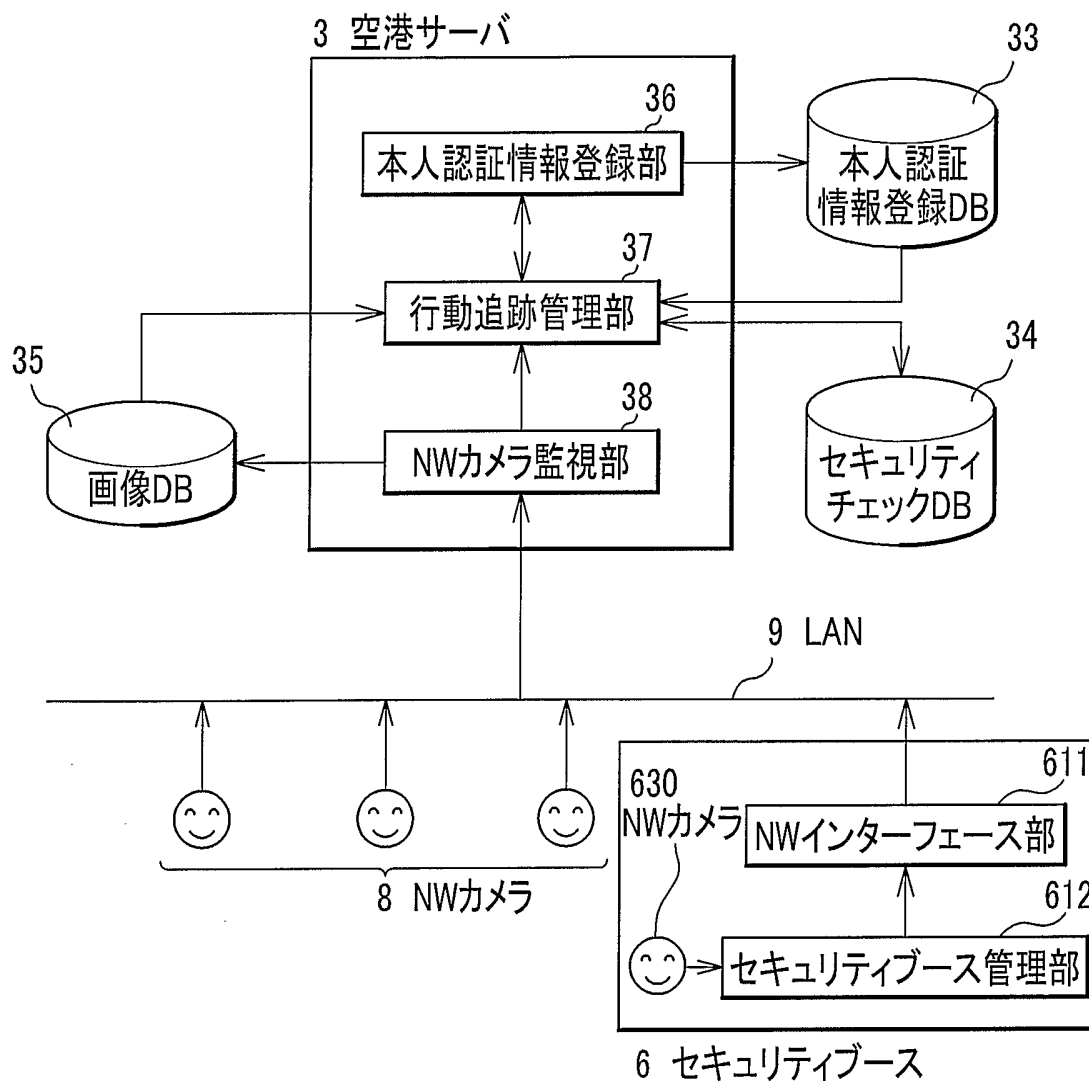 3 空港サーバ
33
36
本人認証情報登録部
本人認証
情報登録DB
37
行動追跡管理部
34
35
38
NWカメラ監視部
画像DB
セキュリティ
チェックDB
9 LAN
8 NWカメラ
630
NWカメラ
611
NWインターフェース部
612
セキュリティブース管理部
6 セキュリティブース